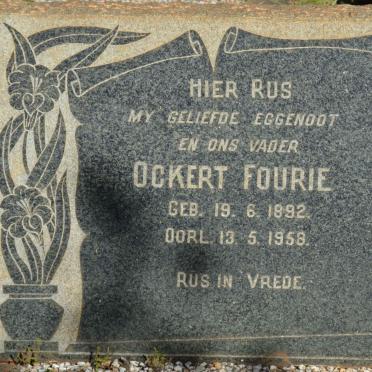 HIER RUS
MY GELIEFDE EGGENOOT
EN ONS VADER
OCKERT FOURIE
GEB. 19. 6. 1892.
OORL. 13. 5. 1958.
RUS IN VREDE.